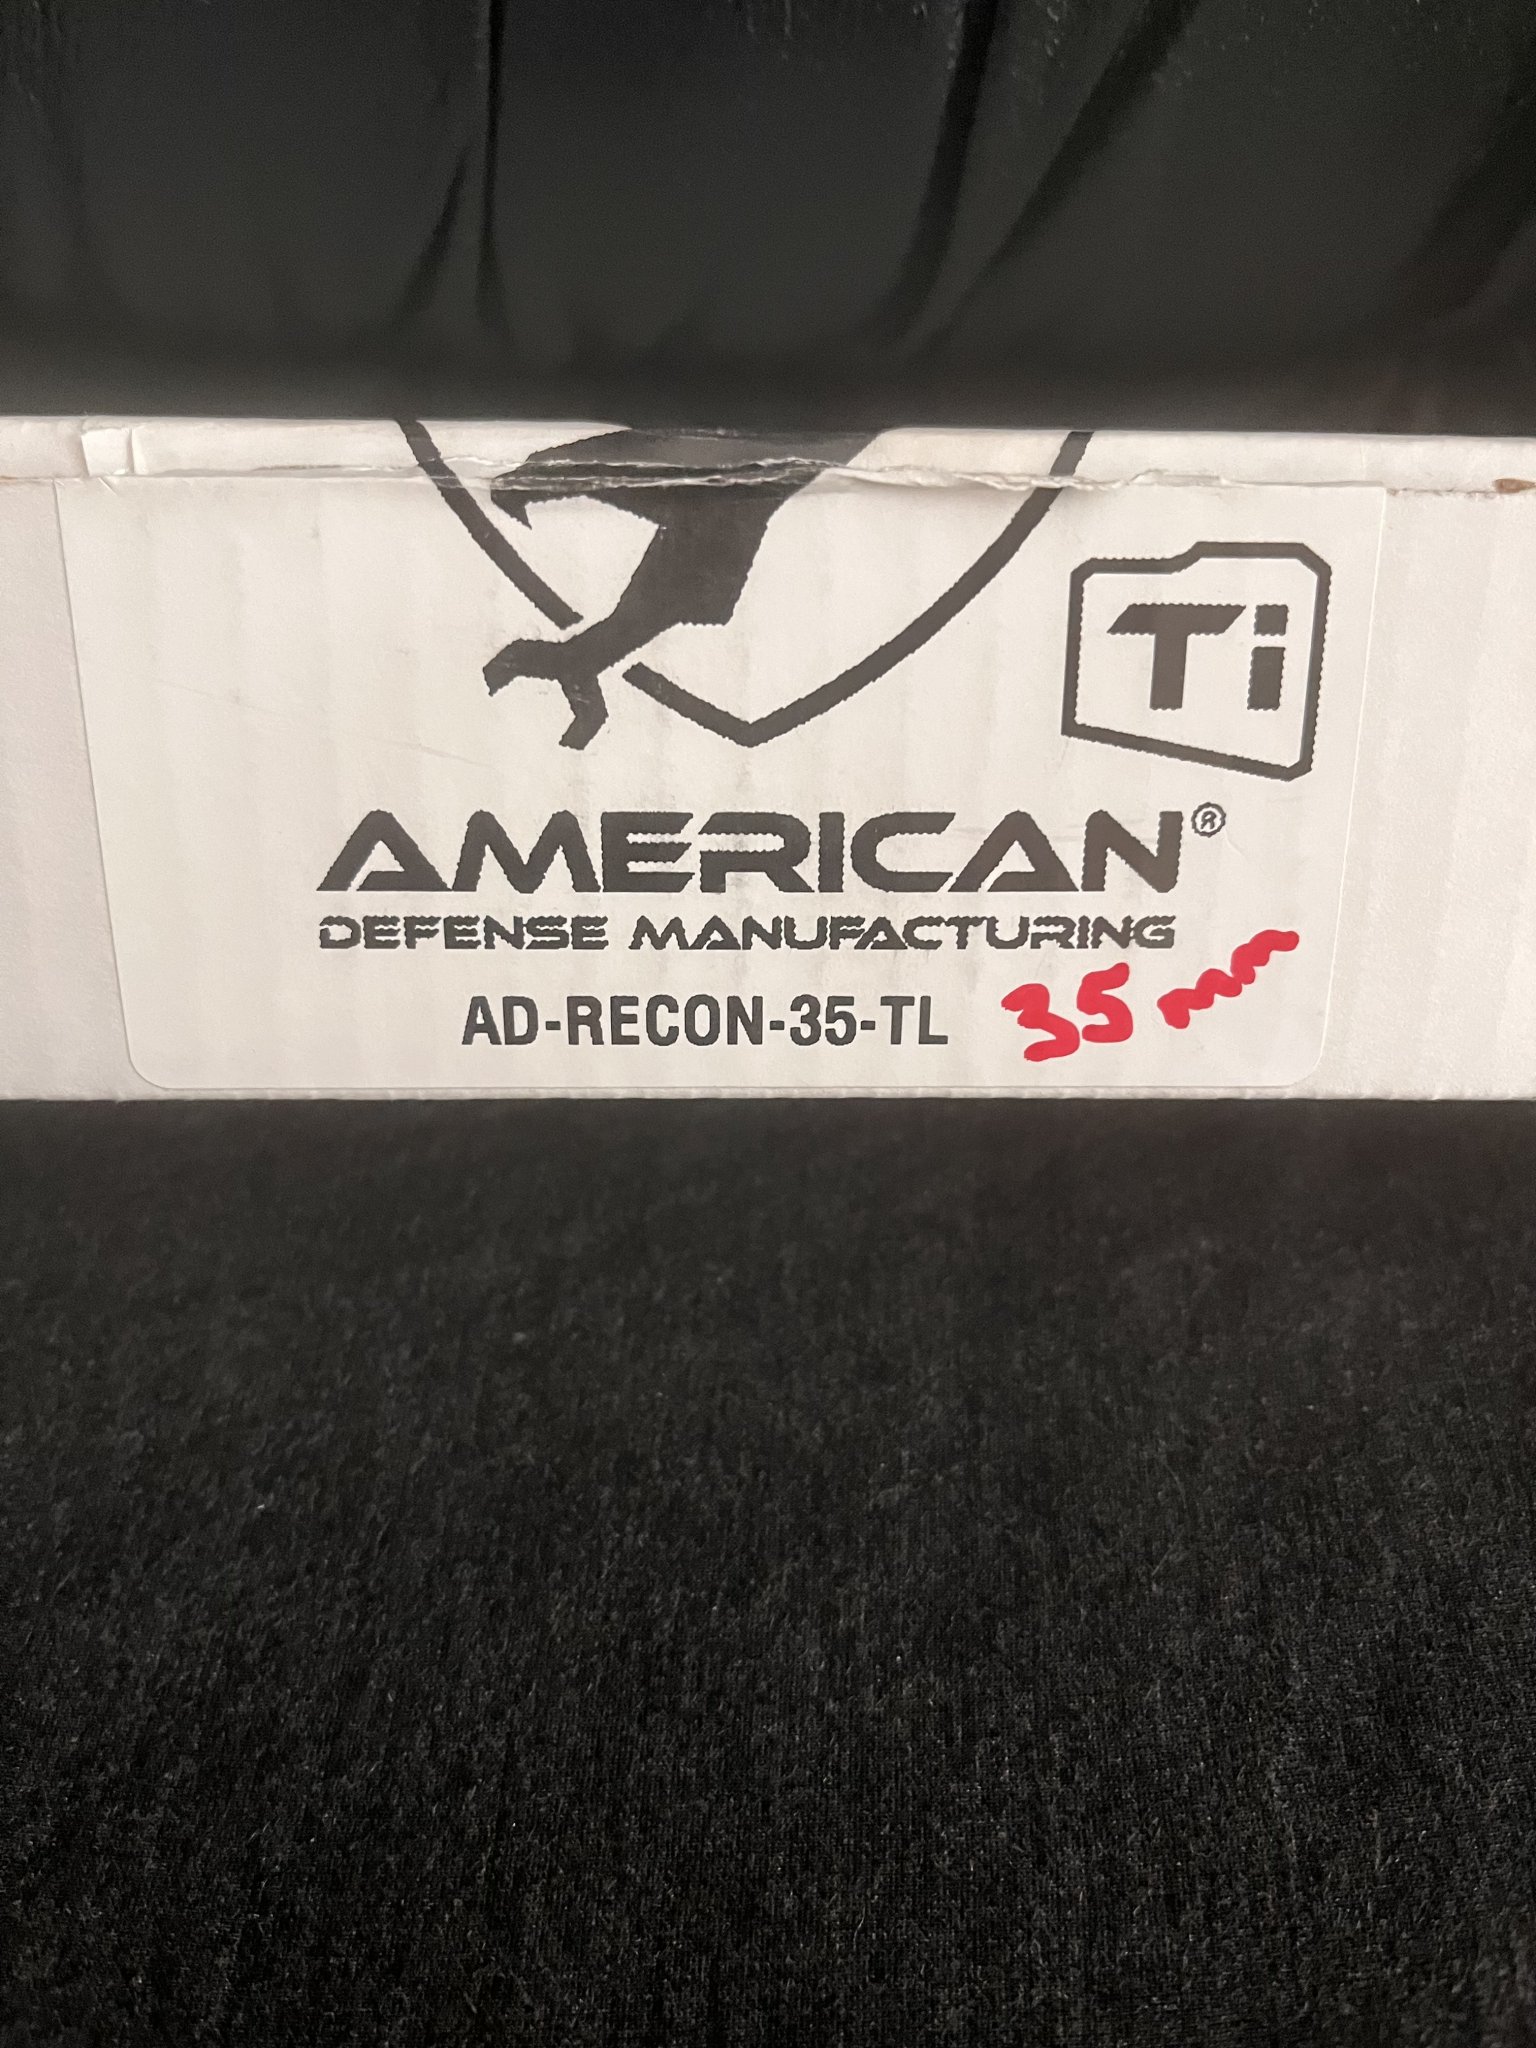 Ti
AMERICAN®
DEFENSE MANUFACTURING
AD-RECON-35-TL 35 mm